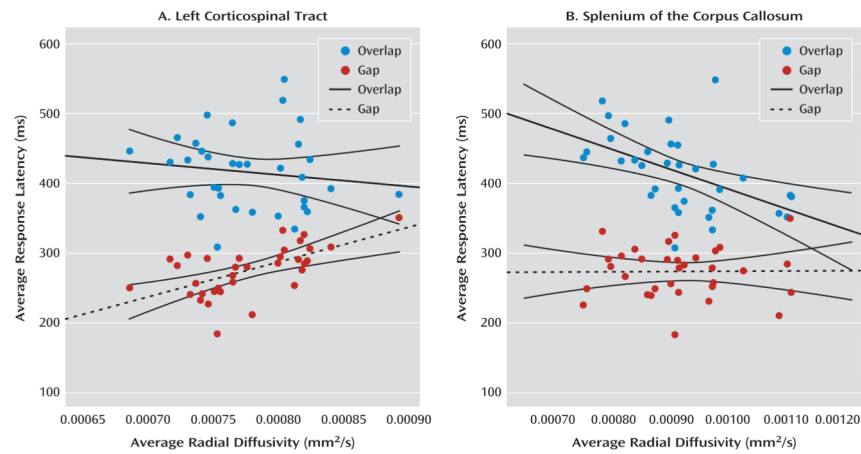 A. Left Corticospinal Tract
600
500
400
300
200
100
Average Response Latency (ms)
Overlap
Gap
Overlap
Gap
0.00065 0.00070 0.00075 0.00080 0.00085 0.00090
Average Radial Diffusivity (mm²/s)
B. Splenium of the Corpus Callosum
600
500
400
300
200
100
Average Response Latency (ms)
Overlap
Gap
Overlap
Gap
0.00070 0.00080 0.00090 0.00100 0.00110 0.00120
Average Radial Diffusivity (mm²/s)